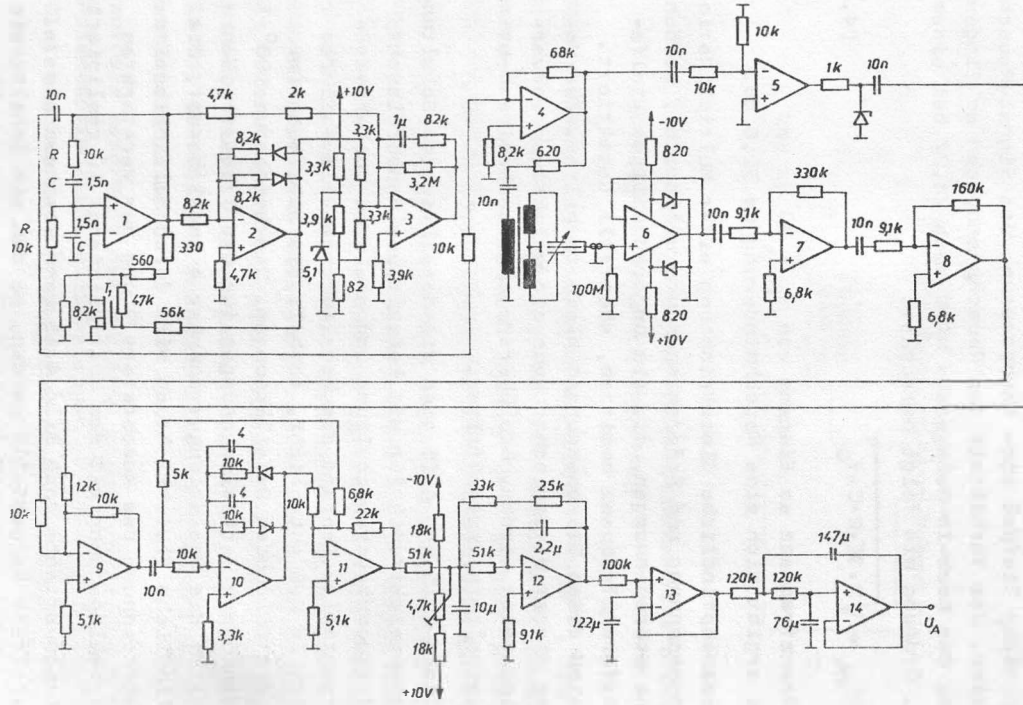 10n
4,7k
2k
+10V
R
10k
C
1,5n
1,5n
C
R
10k
1
8,2k
8,2k
8,2k
2
330
4,7k
560
T1
47k
8,2k
56k
3,3k
3,3k
3,9k
3,3k
5,1
82
1µ
82k
3,2M
3
3,9k
10k
68k
4
8,2k
620
10n
100M
-10V
820
6
820
+10V
10n
10k
10k
5
1k
10n
10n
9,1k
330k
7
6,8k
10n
9,1k
160k
8
6,8k
10k
12k
10k
9
5,1k
10n
5k
4
10k
4
10k
10k
10
3,3k
10k
6,8k
22k
11
5,1k
-10V
18k
51k
4,7k
18k
+10V
10µ
33k
51k
25k
2,2µ
12
9,1k
100k
122µ
13
120k
120k
147µ
76µ
14
UA